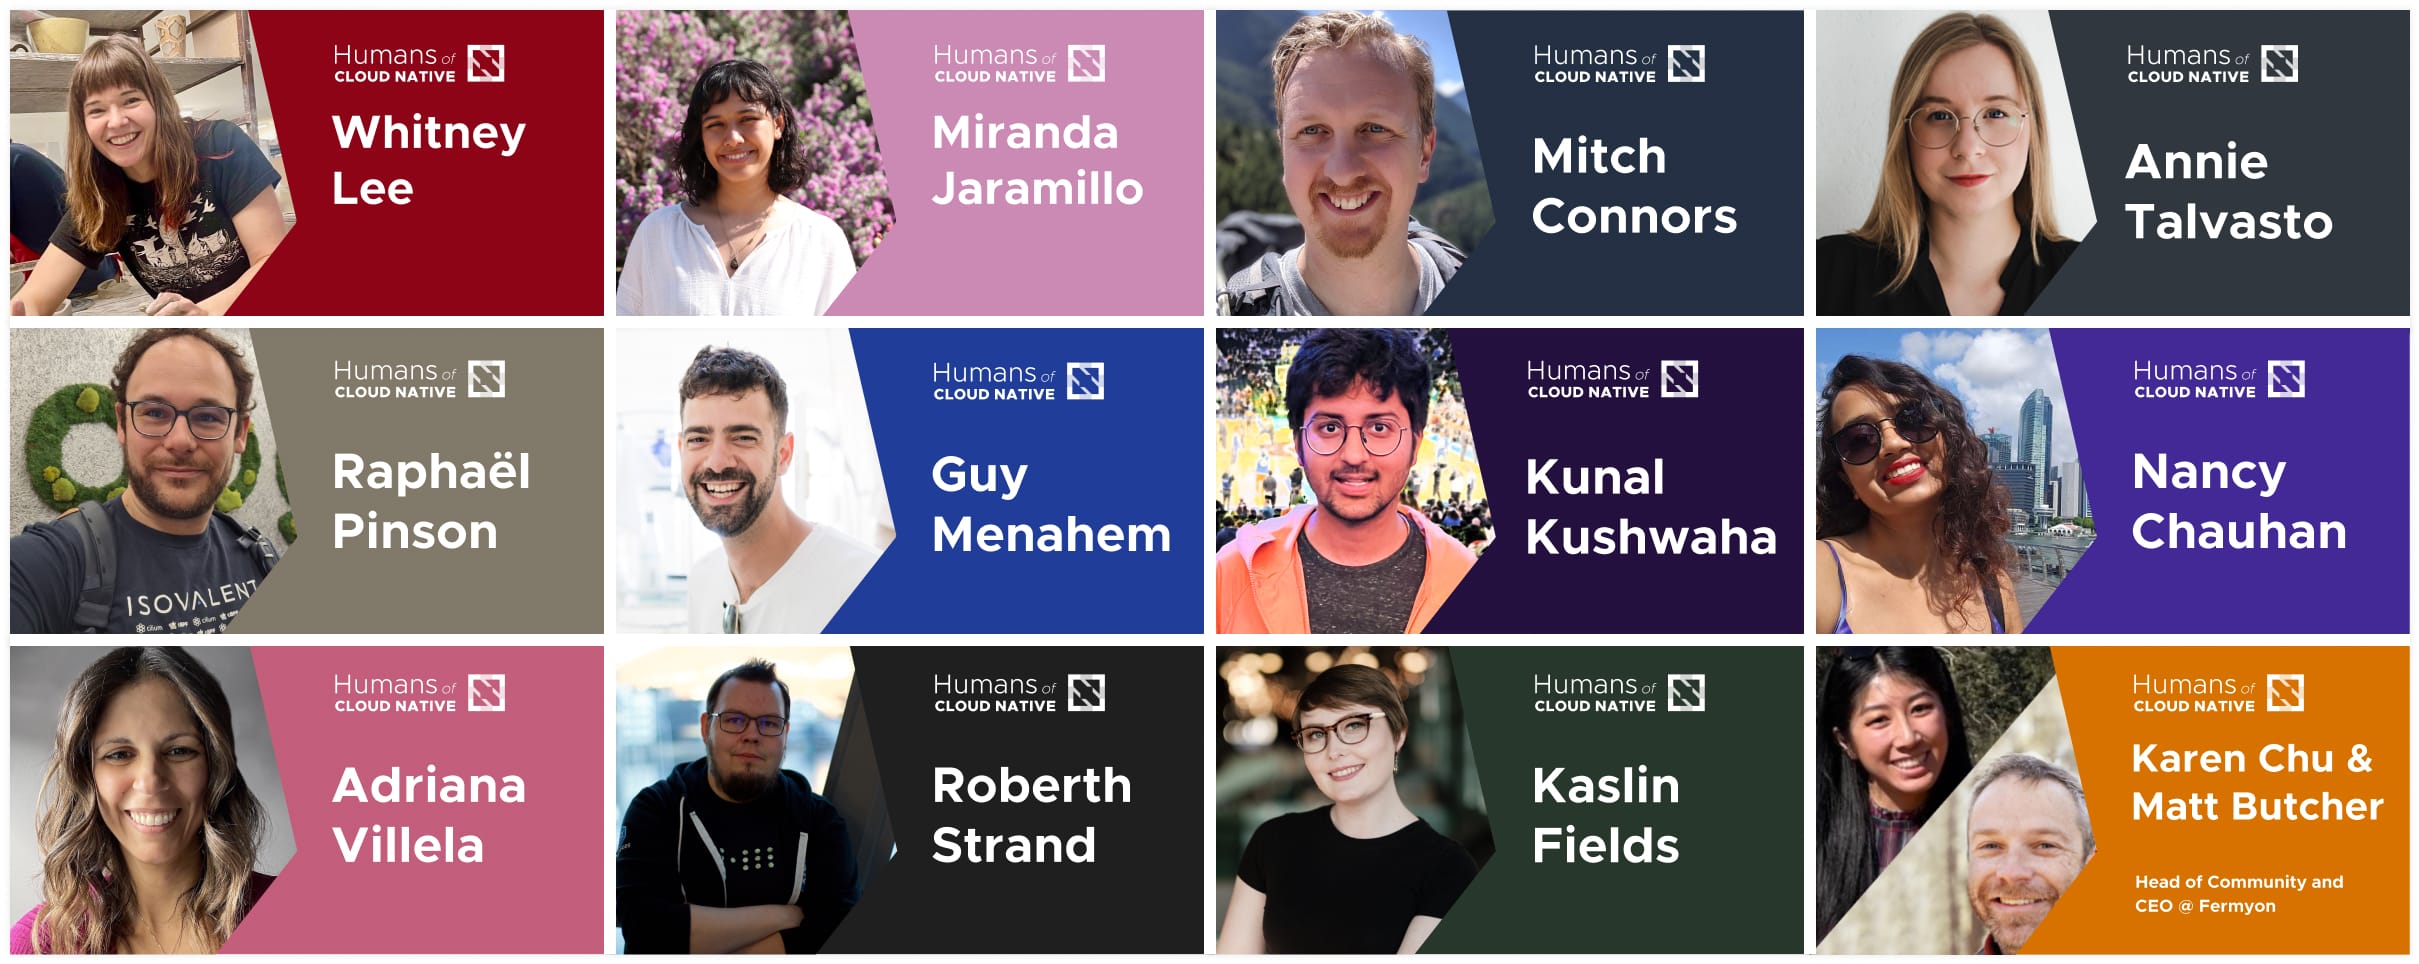 Humans of
CLOUD NATIVE
Whitney
Lee
Humans of
CLOUD NATIVE
Miranda
Jaramillo
Humans of
CLOUD NATIVE
Mitch
Connors
Humans of
CLOUD NATIVE
Annie
Talvasto
Humans of
CLOUD NATIVE
Raphaël
Pinson
ISOVALENT
cilium
cilium
Humans of
CLOUD NATIVE
Guy
Menahem
Humans of
CLOUD NATIVE
Kunal
Kushwaha
Humans of
CLOUD NATIVE
Nancy
Chauhan
Humans of
CLOUD NATIVE
Adriana
Villela
Humans of
CLOUD NATIVE
Roberth
Strand
Humans of
CLOUD NATIVE
Kaslin
Fields
Humans of
CLOUD NATIVE
Karen Chu &
Matt Butcher
Head of Community and
CEO @ Fermyon